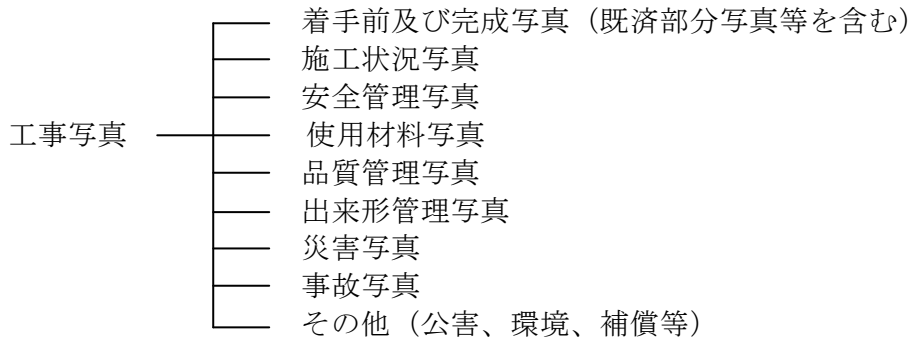 着手前及び完成写真（既済部分写真等を含む）
施工状況写真
安全管理写真
工事写真 使用材料写真
品質管理写真
出来形管理写真
災害写真
事故写真
その他（公害、環境、補償等）